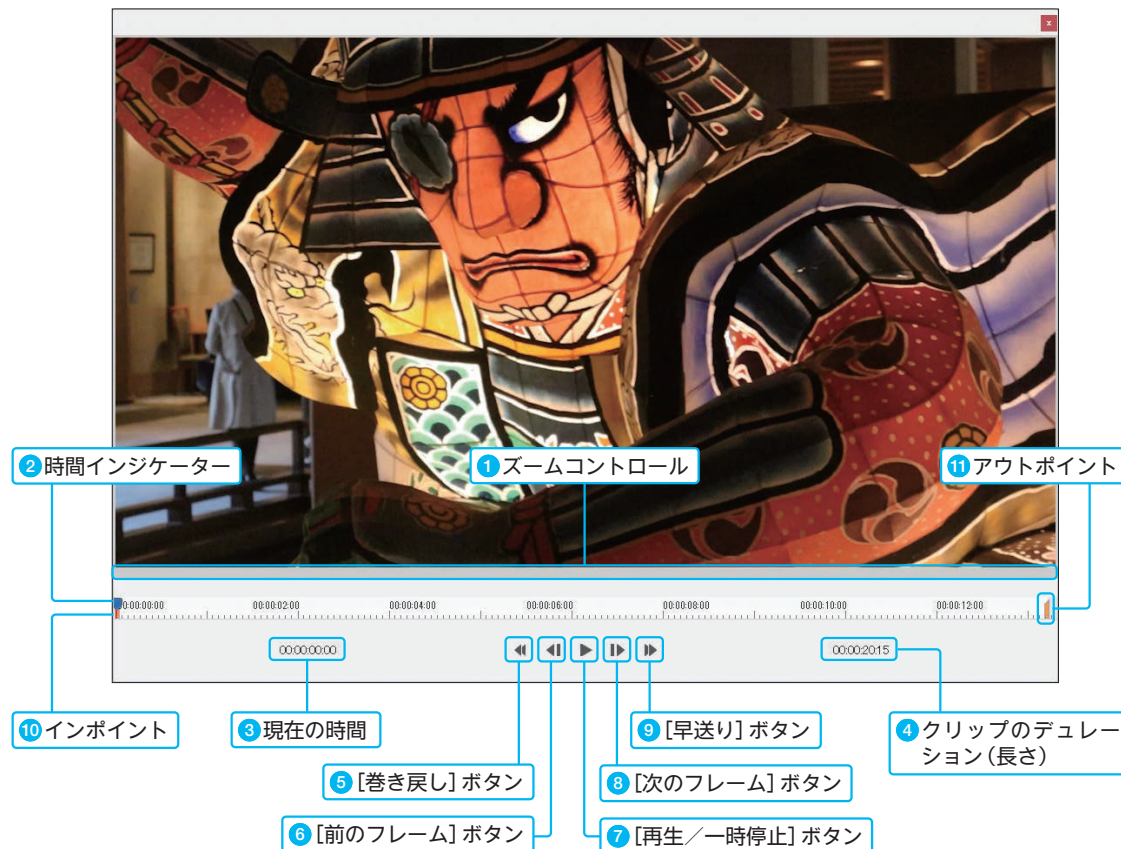 x
②時間インジケーター
①ズームコントロール
⑪アウトポイント
00:00:00:00 00:00:02:00 00:00:04:00 00:00:06:00 00:00:08:00 00:00:10:00 00:00:12:00
00:00:00:00
00:00:20:15
⑩インポイント
③現在の時間
⑨[早送り]ボタン
④クリップのデュレー
ション(長さ)
⑤[巻き戻し]ボタン
⑧[次のフレーム]ボタン
⑥[前のフレーム]ボタン
⑦[再生／一時停止]ボタン